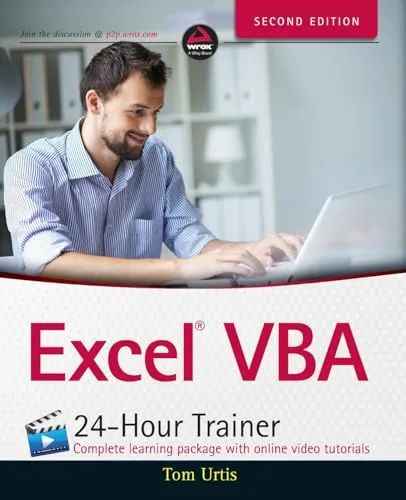 SECOND EDITION
Join the discussion @ p2p.wrox.com
wrox
A Wiley Brand
Excel® VBA
24-Hour Trainer
Complete learning package with online video tutorials
Tom Urtis